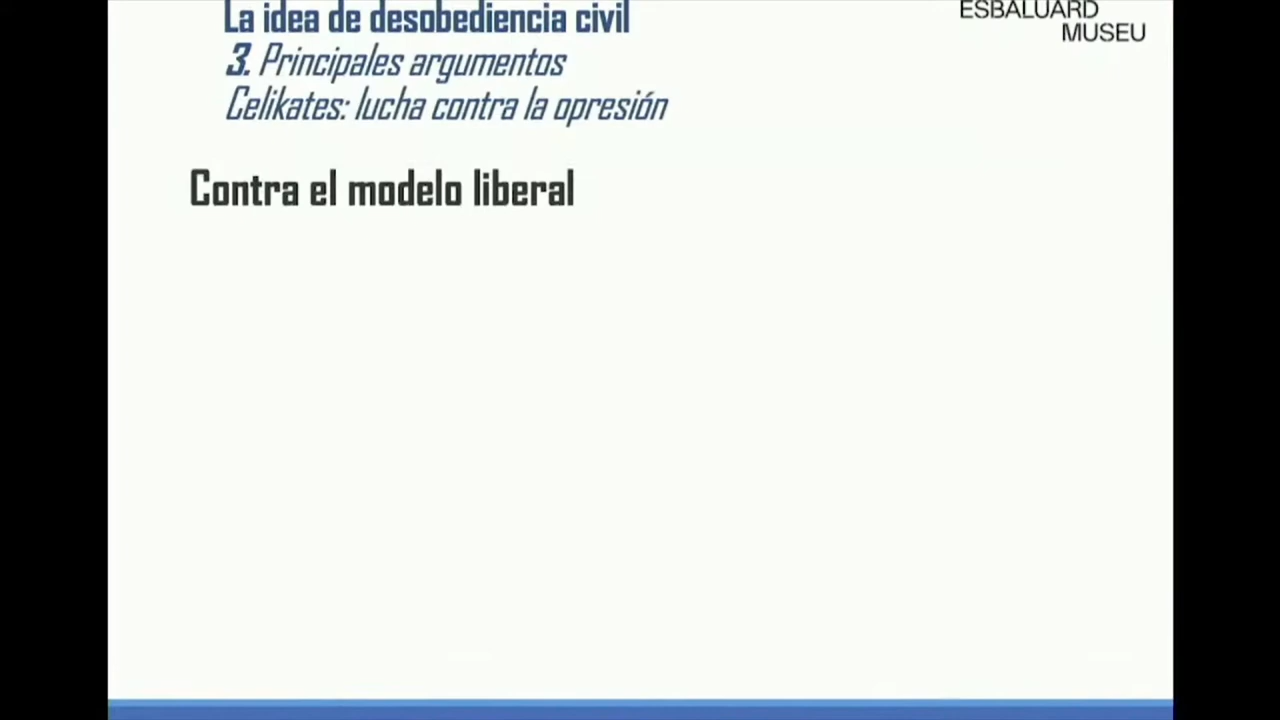 La idea de desobediencia civil
3. Principales argumentos
Celikates: lucha contra la opresión
ESBALUARD
MUSEU
Contra el modelo liberal